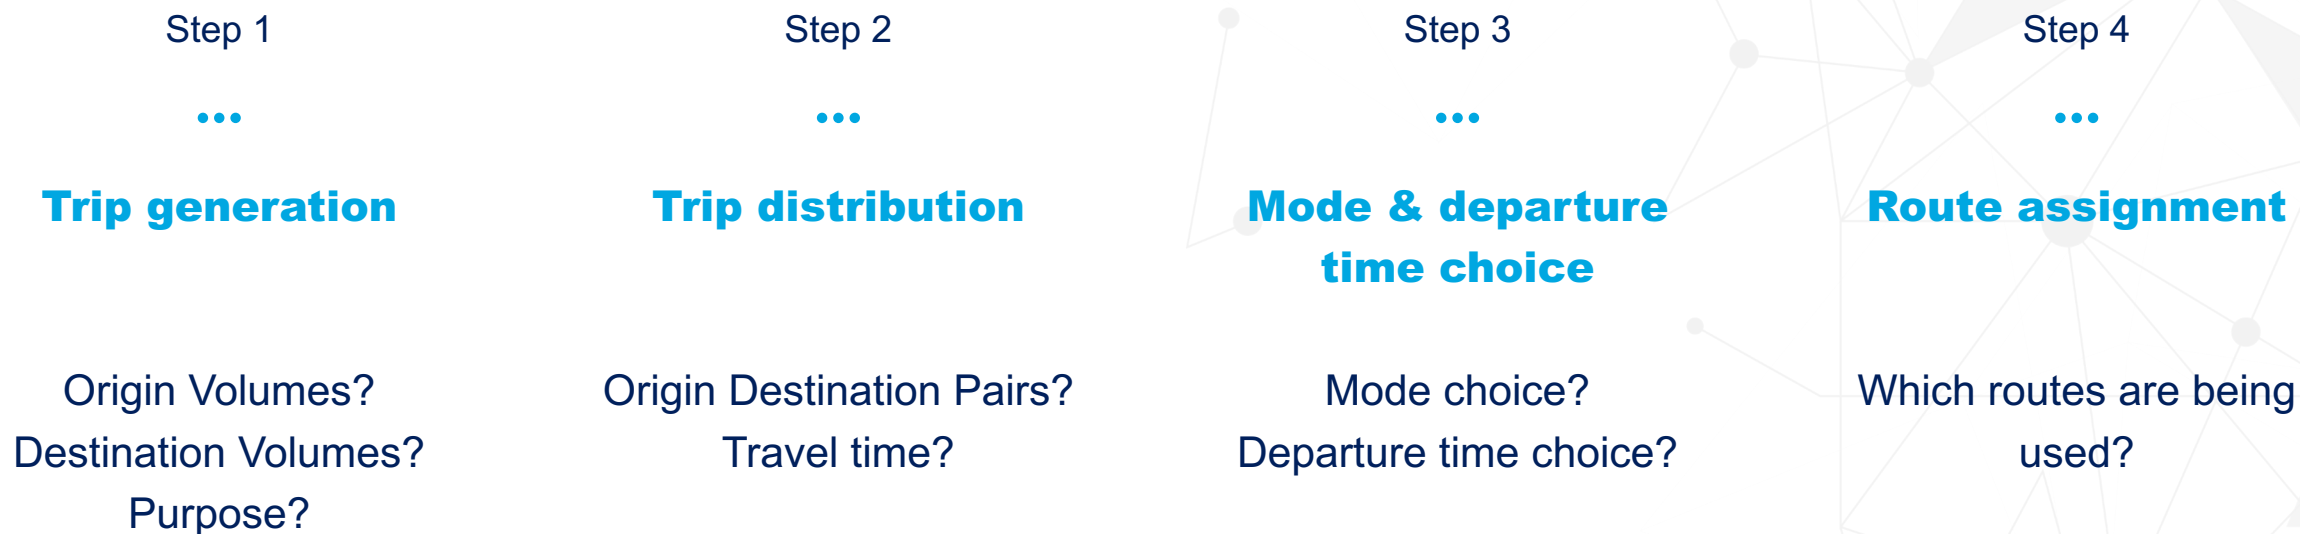 Step 1
•••
Trip generation
Origin Volumes?
Destination Volumes?
Purpose?
Step 2
•••
Trip distribution
Origin Destination Pairs?
Travel time?
Step 3
•••
Mode & departure
time choice
Mode choice?
Departure time choice?
Step 4
•••
Route assignment
Which routes are being
used?